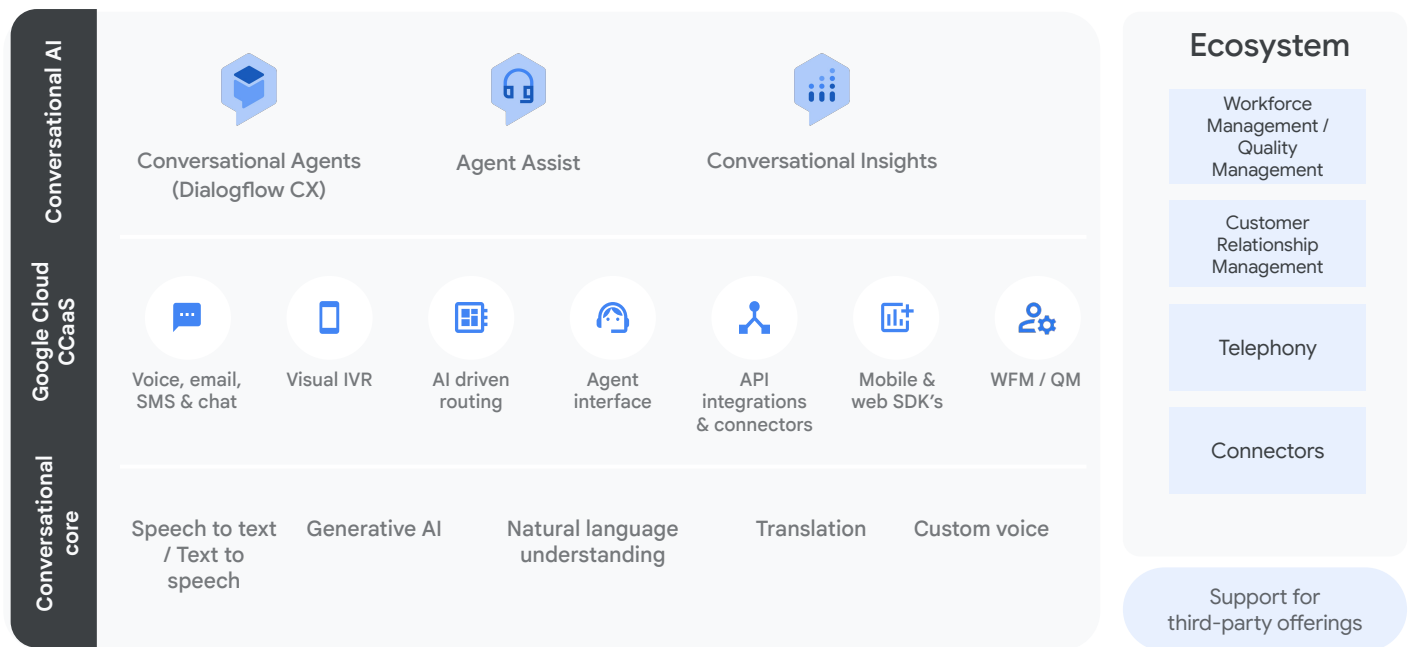 Conversational AI
Conversational Agents
(Dialogflow CX)
Agent Assist
Conversational Insights
Google Cloud
CCaaS
Voice, email,
SMS & chat
Visual IVR
AI driven
routing
Agent
interface
API
integrations
& connectors
Mobile &
web SDK's
WFM / QM
Conversational
core
Speech to text
/ Text to
speech
Generative AI
Natural language
understanding
Translation
Custom voice
Ecosystem
Workforce
Management /
Quality
Management
Customer
Relationship
Management
Telephony
Connectors
Support for
third-party offerings